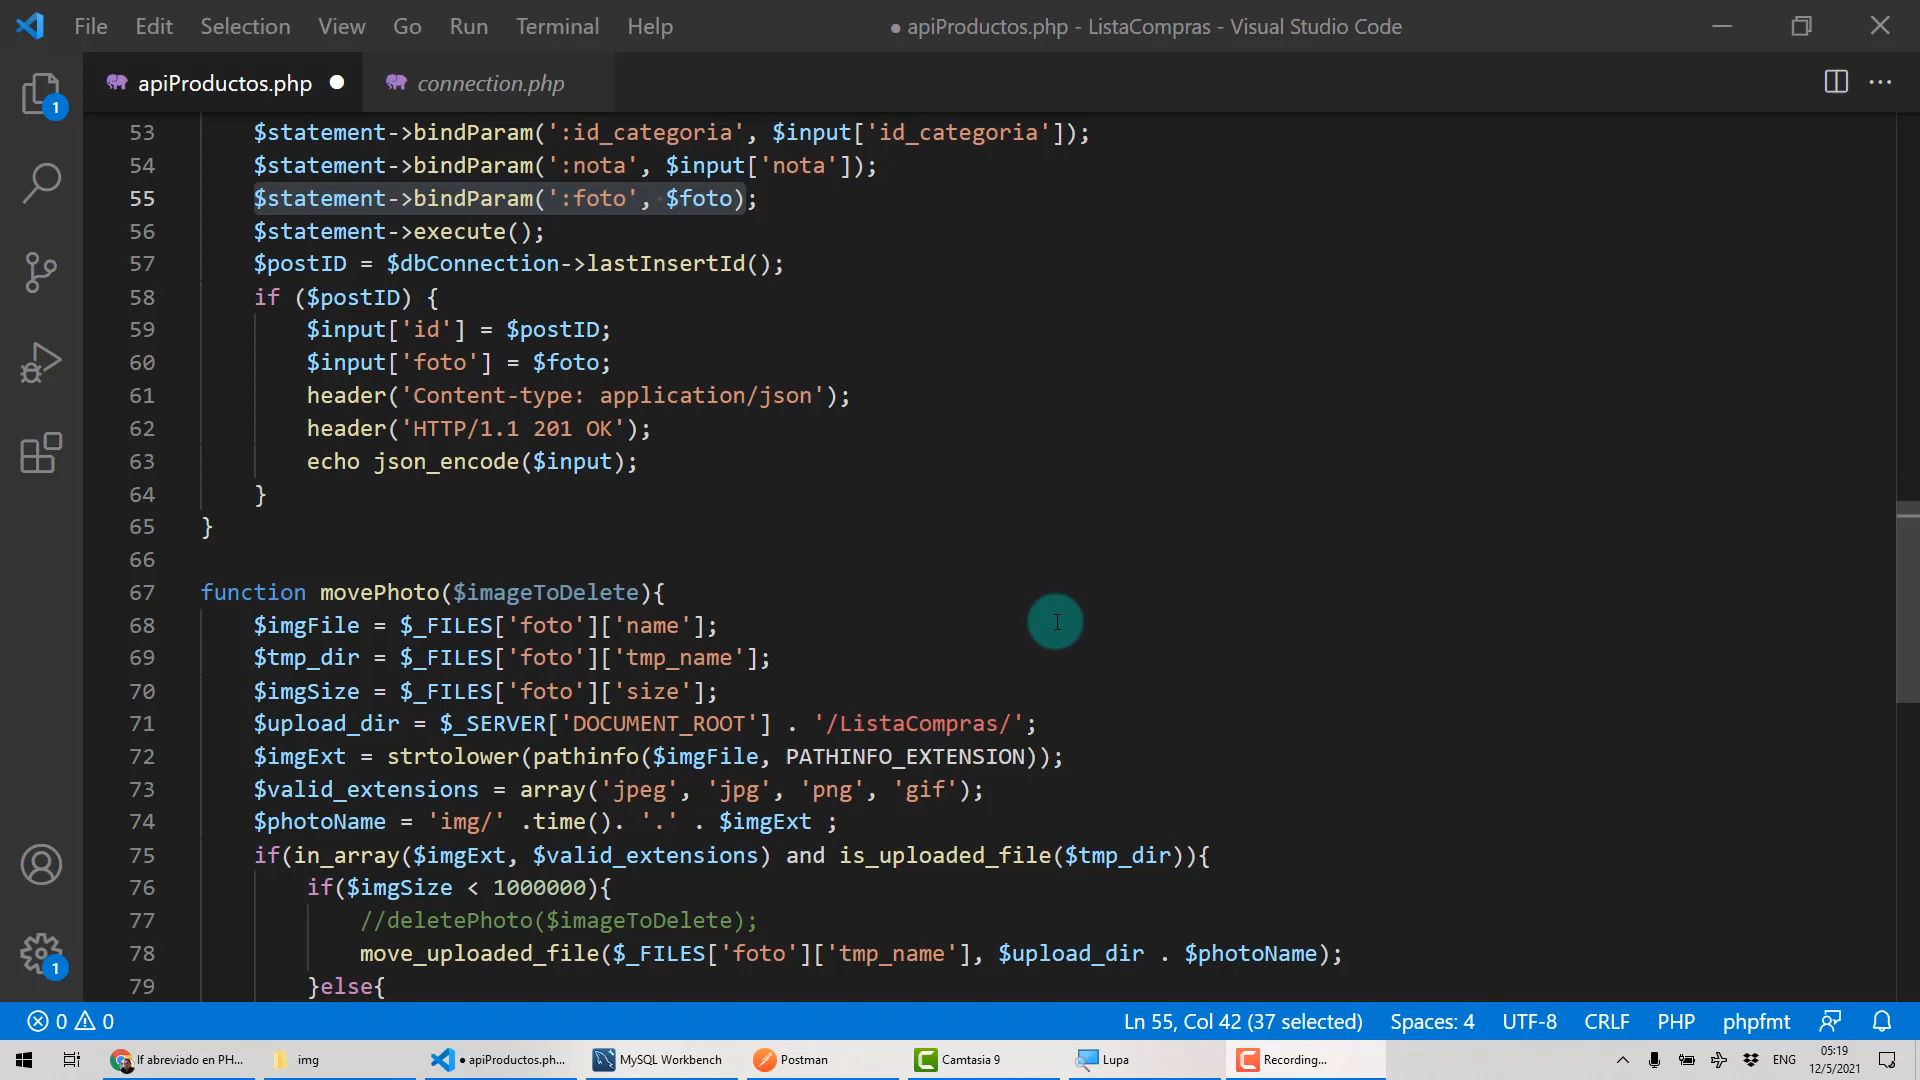 File Edit Selection View Go Run Terminal Help ● apiProductos.php - ListaCompras - Visual Studio Code
apiProductos.php ● connection.php
1
53 $statement->bindParam(':id_categoria', $input['id_categoria']);
54 $statement->bindParam(':nota', $input['nota']);
55 $statement->bindParam(':foto', $foto);
56 $statement->execute();
57 $postID = $dbConnection->lastInsertId();
58 if ($postID) {
59 $input['id'] = $postID;
60 $input['foto'] = $foto;
61 header('Content-type: application/json');
62 header('HTTP/1.1 201 OK');
63 echo json_encode($input);
64 }
65 }
66
67 function movePhoto($imageToDelete){
68 $imgFile = $_FILES['foto']['name'];
69 $tmp_dir = $_FILES['foto']['tmp_name'];
70 $imgSize = $_FILES['foto']['size'];
71 $upload_dir = $_SERVER['DOCUMENT_ROOT'] . '/ListaCompras/';
72 $imgExt = strtolower(pathinfo($imgFile, PATHINFO_EXTENSION));
73 $valid_extensions = array('jpeg', 'jpg', 'png', 'gif');
74 $photoName = 'img/' .time(). '.' . $imgExt ;
75 if(in_array($imgExt, $valid_extensions) and is_uploaded_file($tmp_dir)){
76 if($imgSize < 1000000){
77 //deletePhoto($imageToDelete);
78 move_uploaded_file($_FILES['foto']['tmp_name'], $upload_dir . $photoName);
79 }else{
1
0 0 Ln 55, Col 42 (37 selected) Spaces: 4 UTF-8 CRLF PHP phpfmt
If abreviado en PH... img ● apiProductos.ph... MySQL Workbench Postman Camtasia 9 Lupa Recording... ENG 05:19
12/5/2021